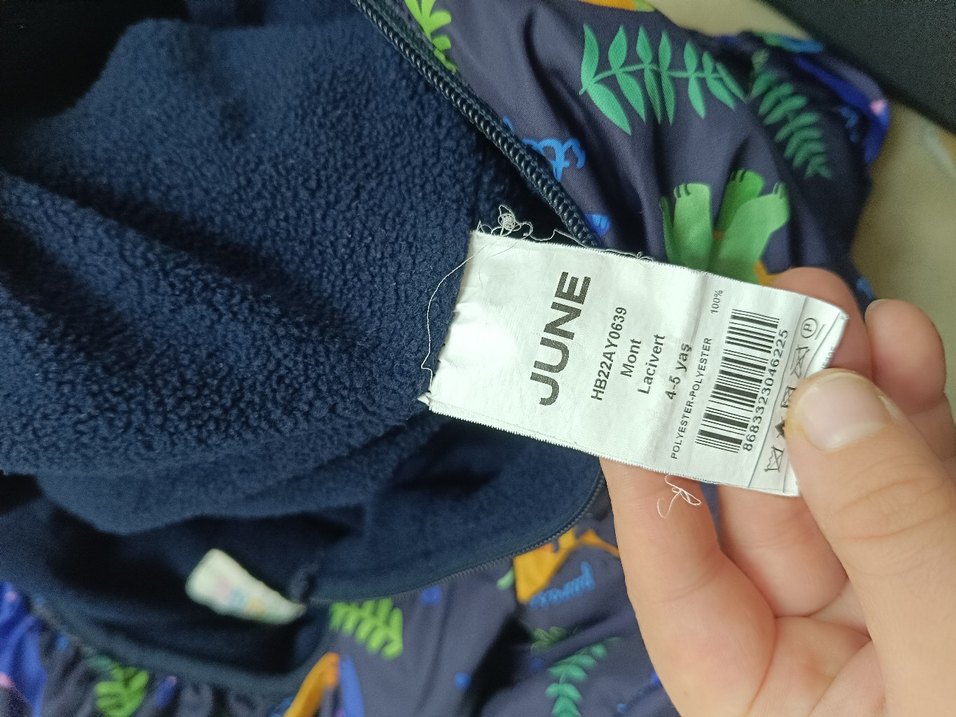 JUNE
HB22AY0639
Mont
Lacivert
4-5 yaş
POLYESTER-POLYESTER 100%
8683323046225
P